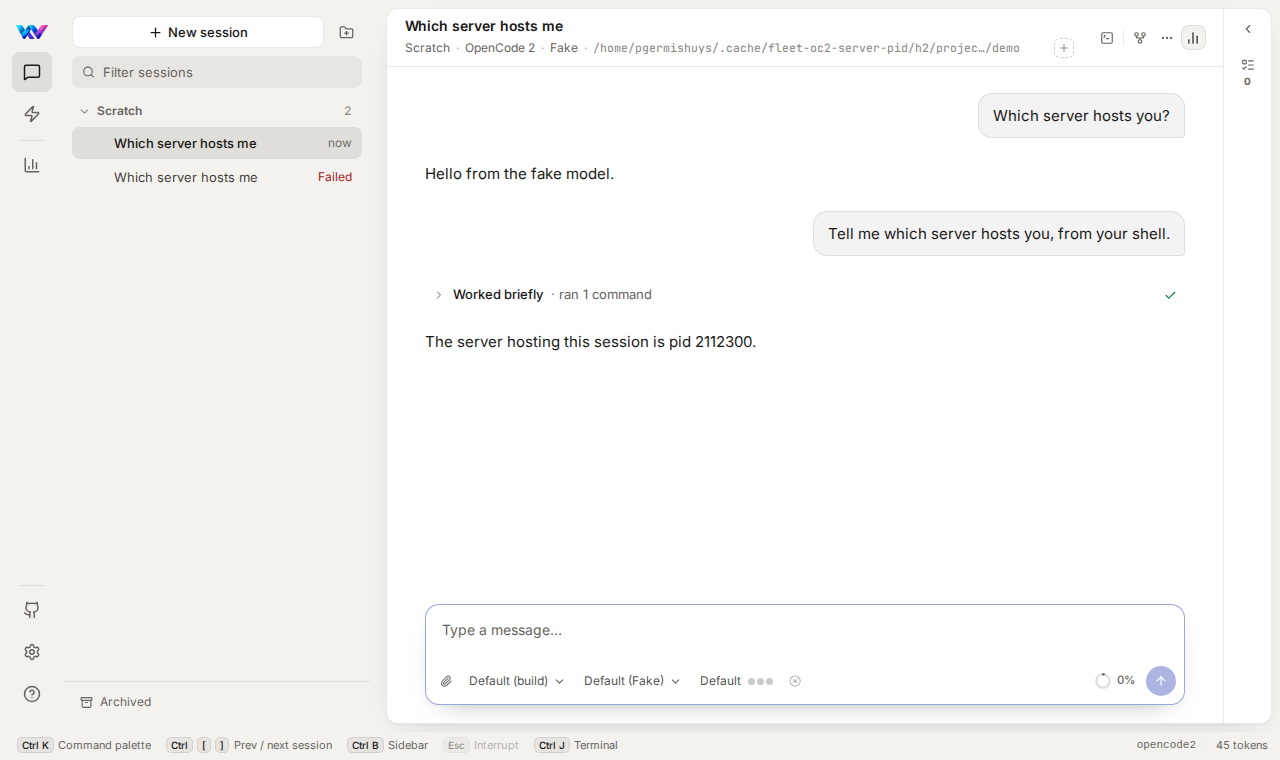 New session
Filter sessions
Scratch 2
Which server hosts me now
Which server hosts me Failed
Archived
Which server hosts me
Scratch · OpenCode 2 · Fake · /home/pgermishuys/.cache/fleet-oc2-server-pid/h2/projec…/demo
0
Which server hosts you?
Hello from the fake model.
Tell me which server hosts you, from your shell.
Worked briefly · ran 1 command
The server hosting this session is pid 2112300.
Type a message...
Default (build) Default (Fake) Default 0%
Ctrl K Command palette Ctrl [ ] Prev / next session Ctrl B Sidebar Esc Interrupt Ctrl J Terminal opencode2 45 tokens